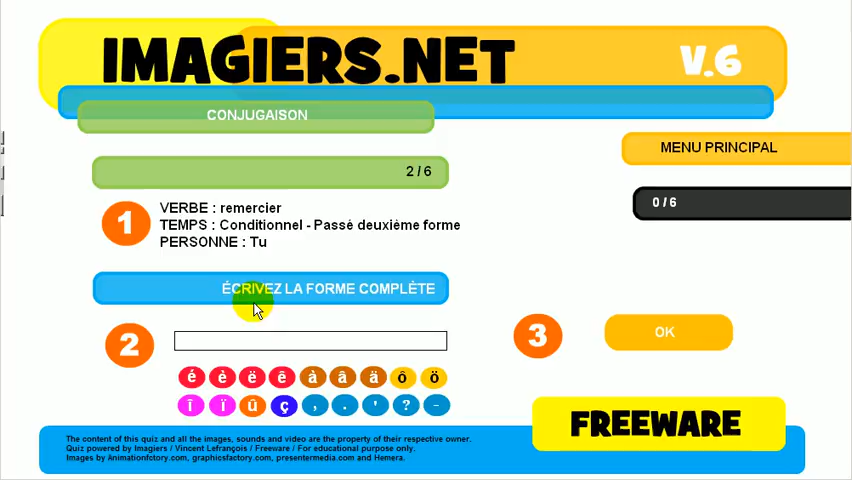 IMAGIERS.NET
V.6
CONJUGAISON
MENU PRINCIPAL
2 / 6
0 / 6
1
VERBE : remercier
TEMPS : Conditionnel - Passé deuxième forme
PERSONNE : Tu
ÉCRIVEZ LA FORME COMPLÈTE
2
3
OK
é è ë ê à â ä ô ö
î ï û ç , . ' ? -
FREEWARE
The content of this quiz and all the images, sounds and video are the property of their respective owner.
Quiz powered by Imagiers / Vincent Lefrançois / Freeware / For educational purpose only.
Images by Animationfctory.com, graphicsfactory.com, presentermedia.com and Hemera.